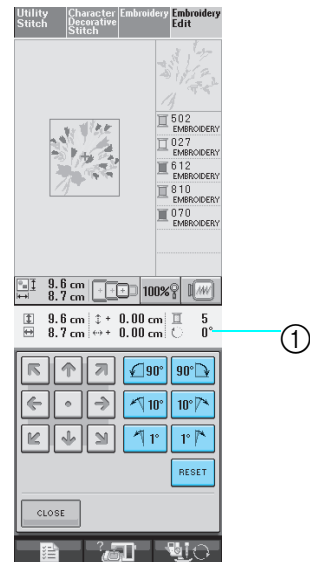 Utility Stitch
Character Decorative Stitch
Embroidery
Embroidery Edit
502
EMBROIDERY
027
EMBROIDERY
612
EMBROIDERY
810
EMBROIDERY
070
EMBROIDERY
9.6 cm
8.7 cm
100%
9.6 cm + 0.00 cm 5
8.7 cm + 0.00 cm 0°
1
90° 90°
10° 10°
1° 1°
RESET
CLOSE
?